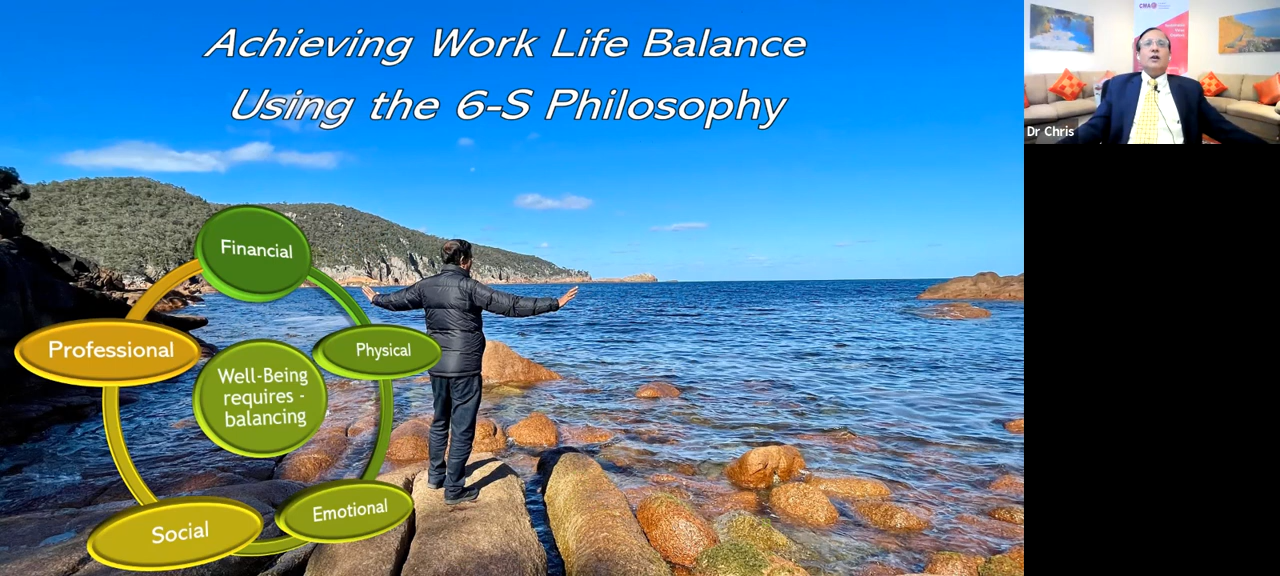 Achieving Work Life Balance
Using the 6-S Philosophy
Financial
Physical
Emotional
Social
Professional
Well-Being
requires -
balancing
CMA
Dr Chris